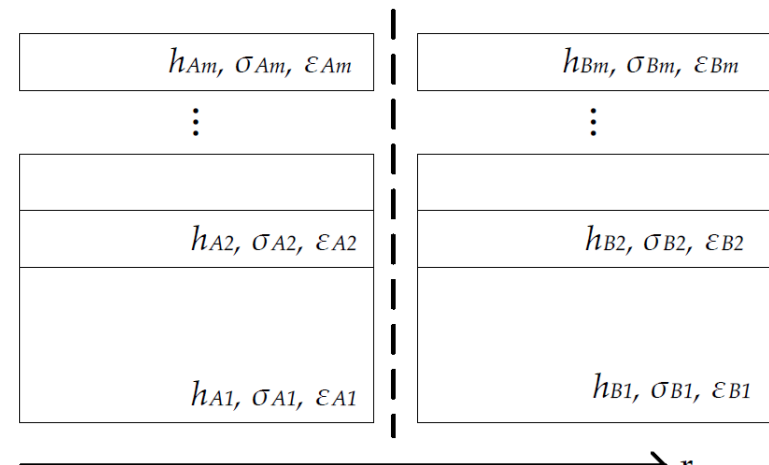 hAm, σAm, εAm hBm, σBm, εBm
⋮ ⋮
hA2, σA2, εA2 hB2, σB2, εB2
hA1, σA1, εA1 hB1, σB1, εB1
r